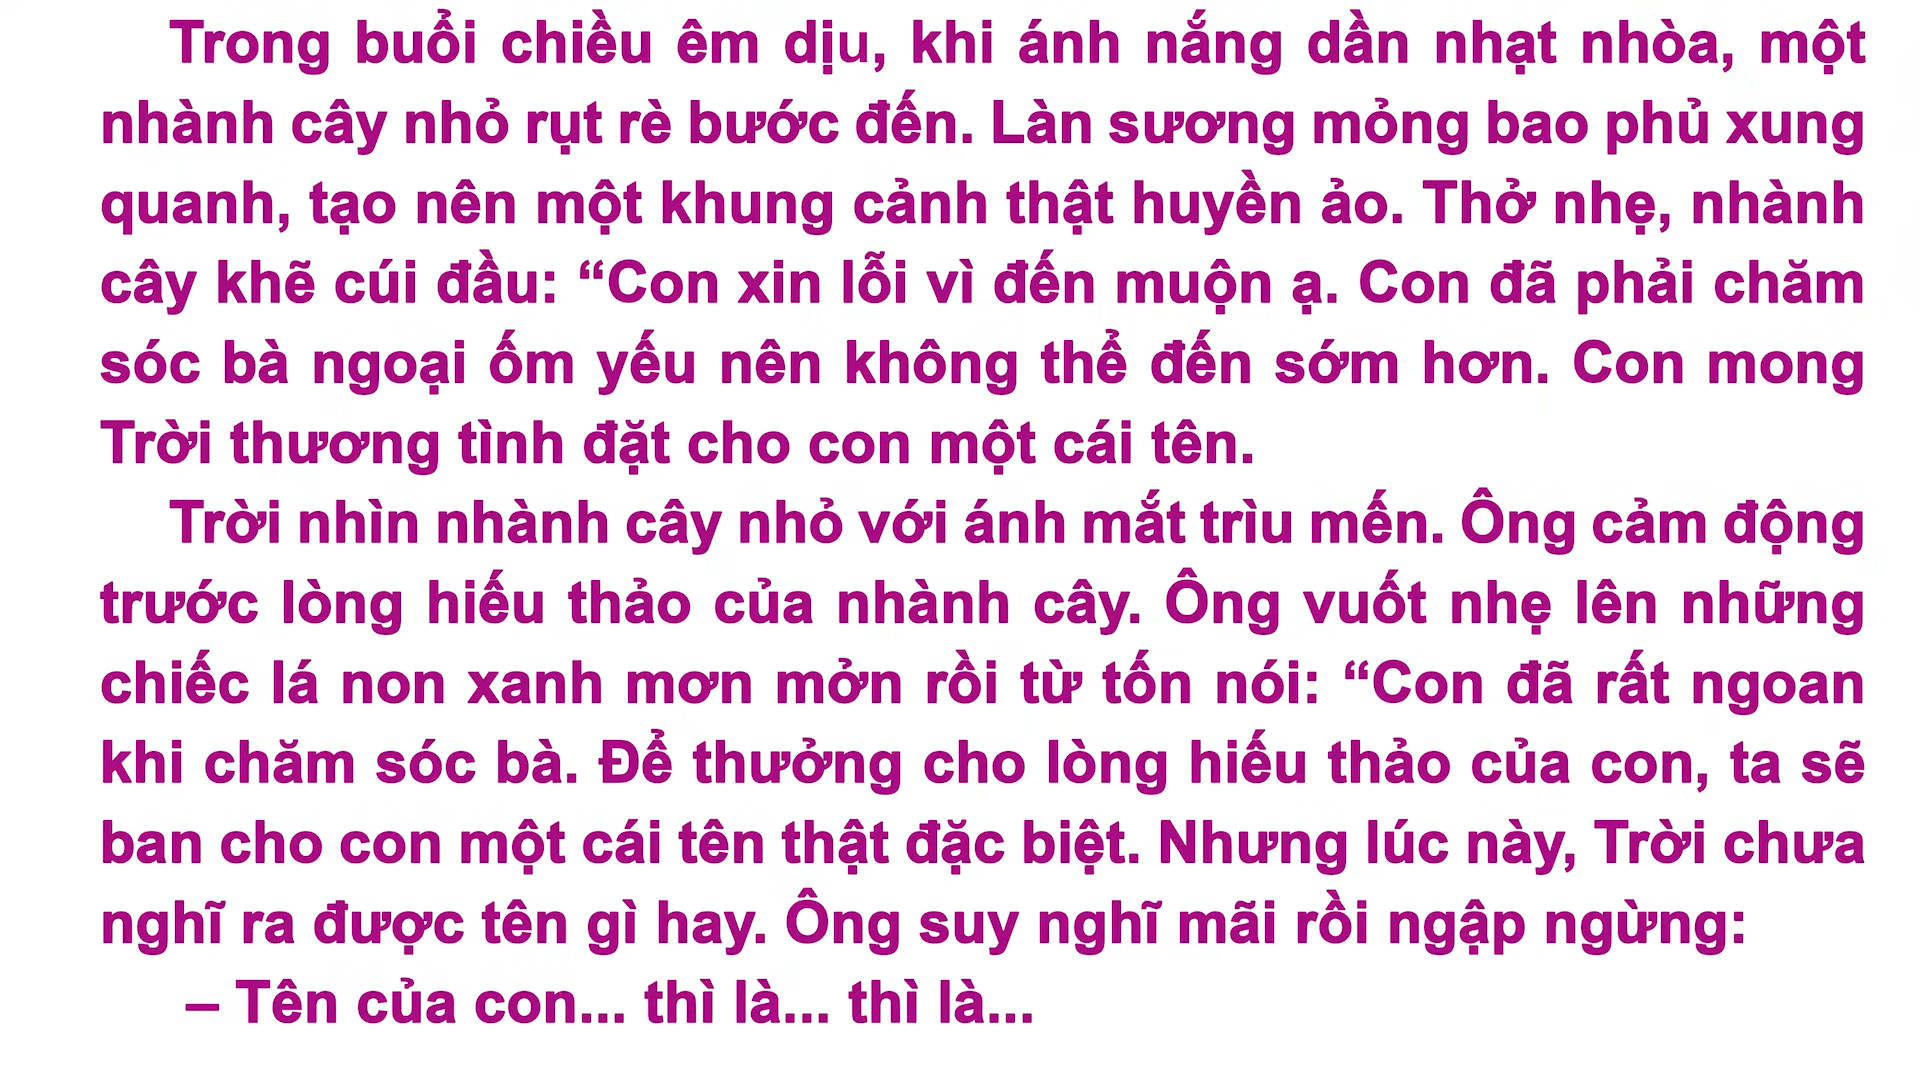 Trong buổi chiều êm dịu, khi ánh nắng dần nhạt nhòa, một
nhành cây nhỏ rụt rè bước đến. Làn sương mỏng bao phủ xung
quanh, tạo nên một khung cảnh thật huyền ảo. Thở nhẹ, nhành
cây khẽ cúi đầu: “Con xin lỗi vì đến muộn ạ. Con đã phải chăm
sóc bà ngoại ốm yếu nên không thể đến sớm hơn. Con mong
Trời thương tình đặt cho con một cái tên.
Trời nhìn nhành cây nhỏ với ánh mắt trìu mến. Ông cảm động
trước lòng hiếu thảo của nhành cây. Ông vuốt nhẹ lên những
chiếc lá non xanh mơn mởn rồi từ tốn nói: “Con đã rất ngoan
khi chăm sóc bà. Để thưởng cho lòng hiếu thảo của con, ta sẽ
ban cho con một cái tên thật đặc biệt. Nhưng lúc này, Trời chưa
nghĩ ra được tên gì hay. Ông suy nghĩ mãi rồi ngập ngừng:
– Tên của con... thì là... thì là...